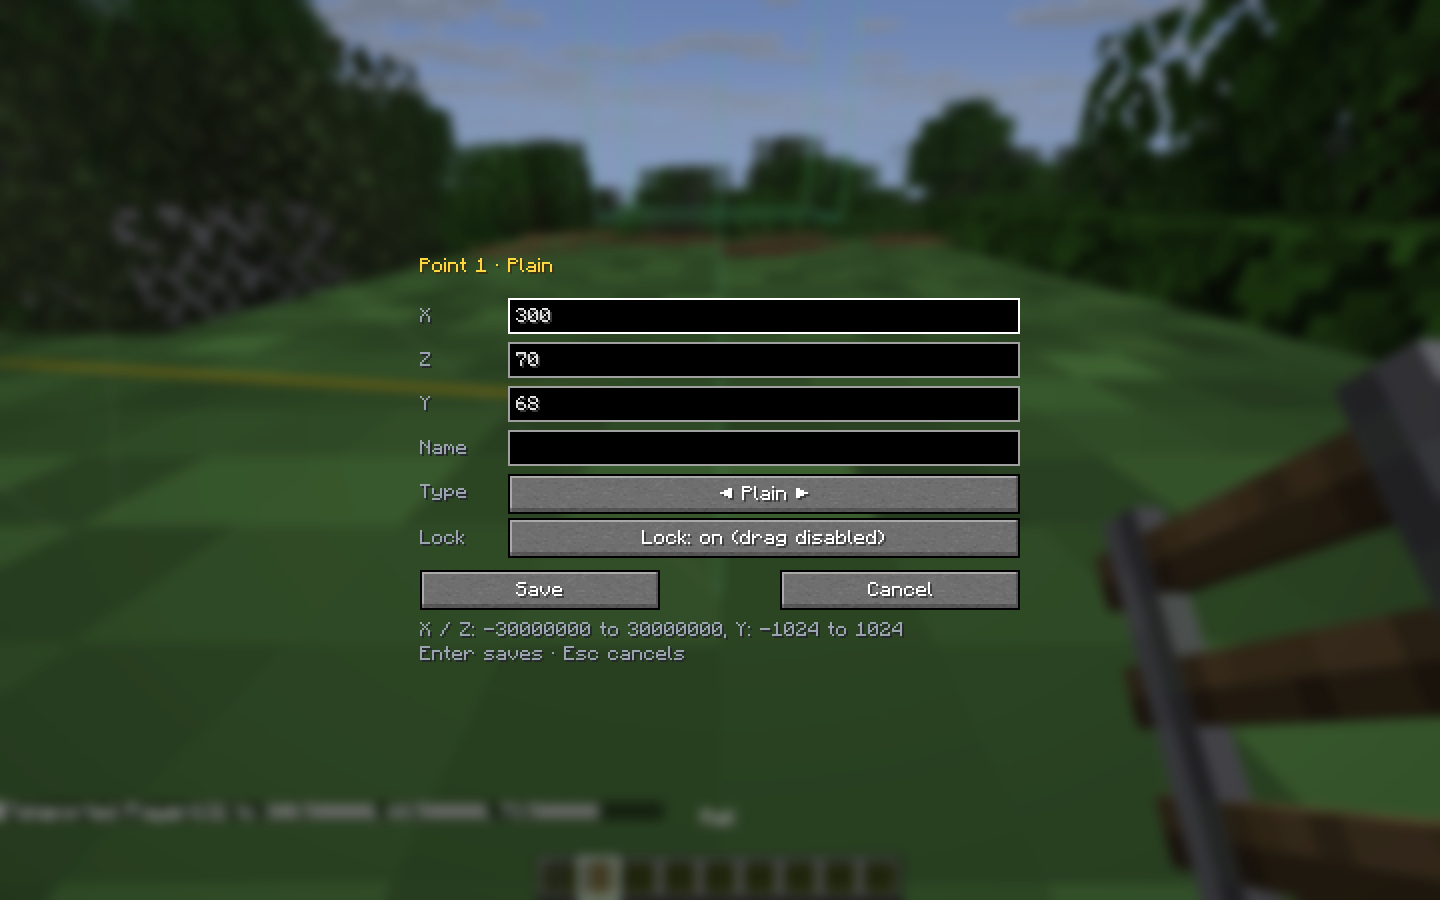 Point 1 · Plain
X 300
Z 70
Y 68
Name
Type ◄ Plain ►
Lock Lock: on (drag disabled)
Save Cancel
X / Z: -30000000 to 30000000, Y: -1024 to 1024
Enter saves · Esc cancels